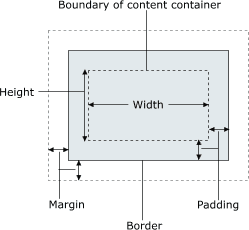 Boundary of content container
Height
Width
Margin
Padding
Border